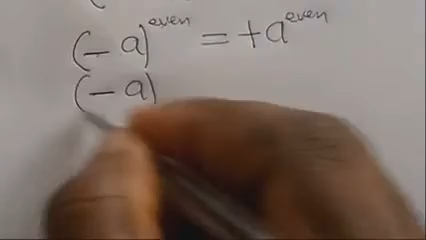 (-a)^even = +a^even
(-a)